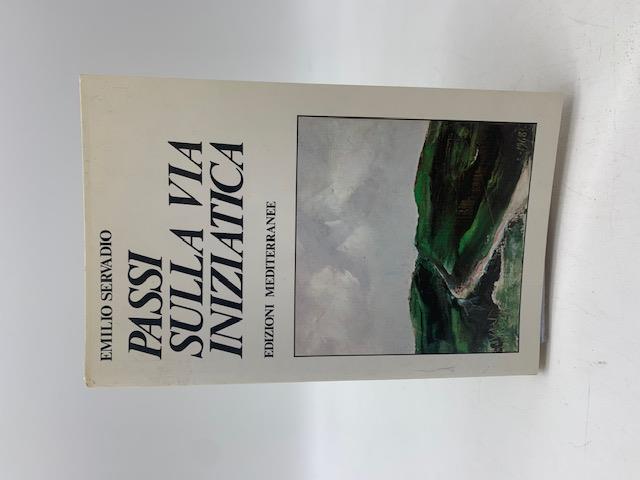 EMILIO SERVADIO
PASSI
SULLA VIA
INIZIATICA
EDIZIONI MEDITERRANEE